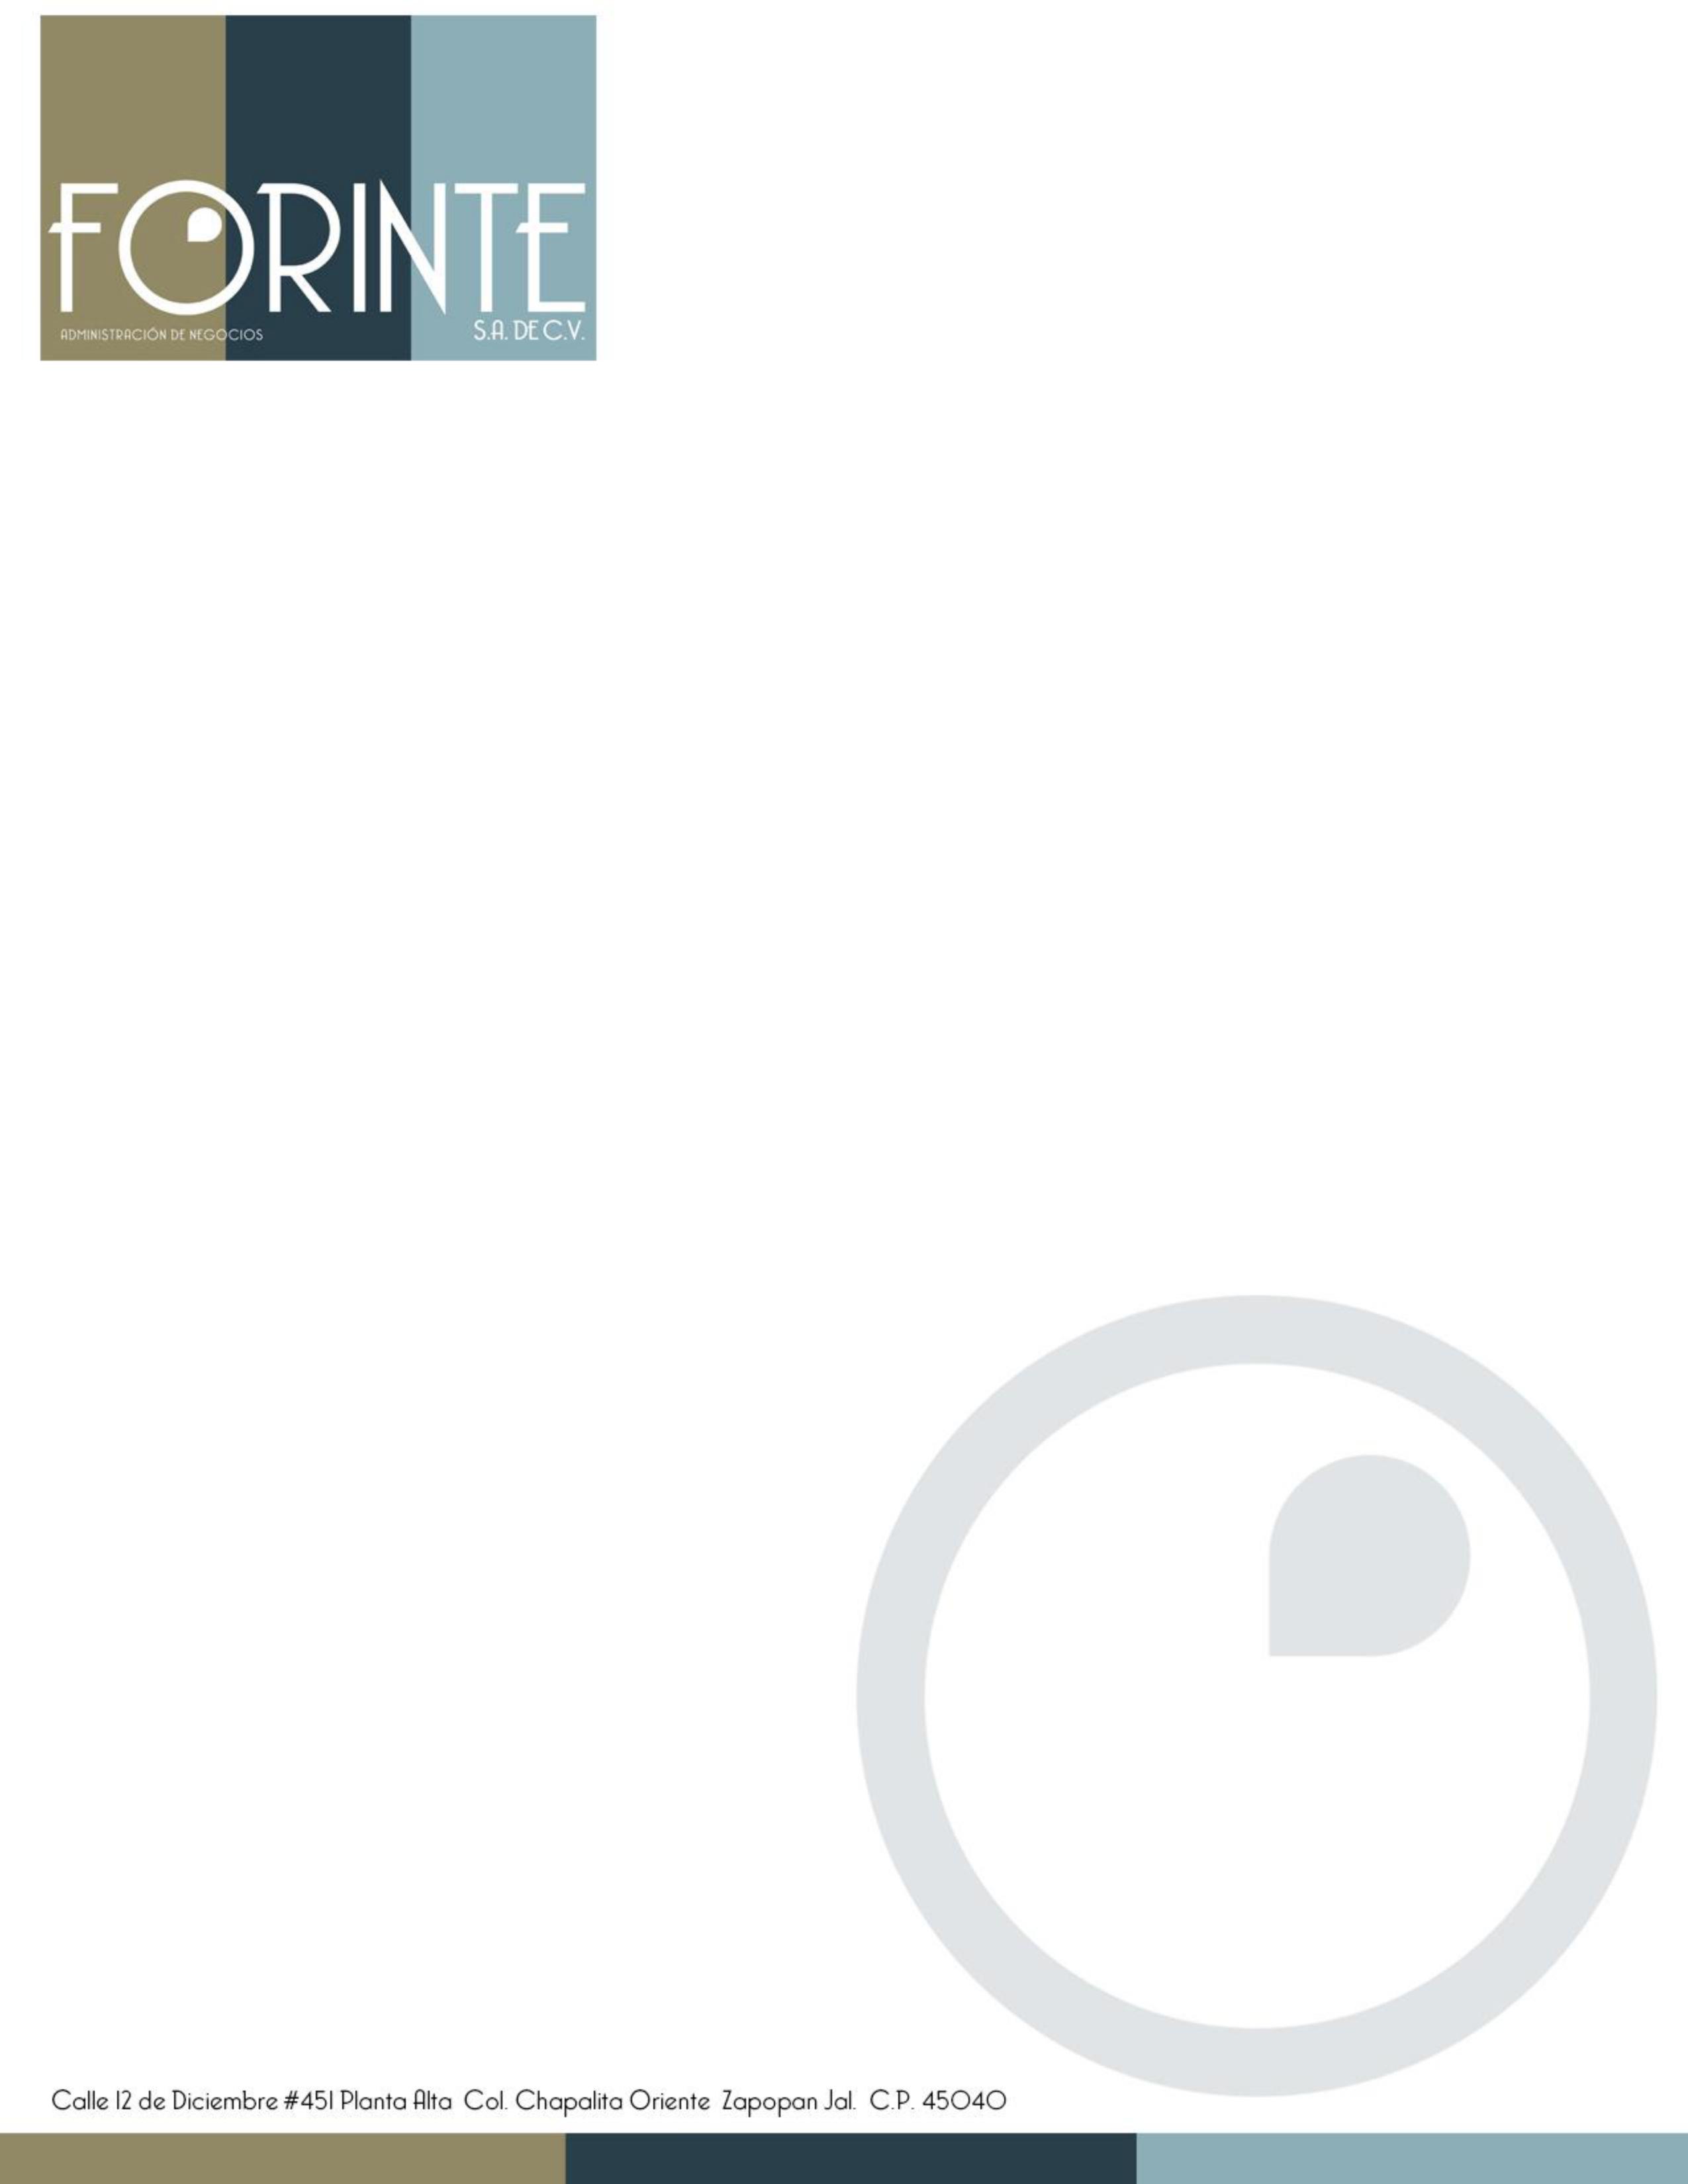 FORINTE
ADMINISTRACIÓN DE NEGOCIOS
S.A. DE C.V.
Calle 12 de Diciembre #451 Planta Alta Col. Chapalita Oriente Zapopan Jal. C.P. 45040